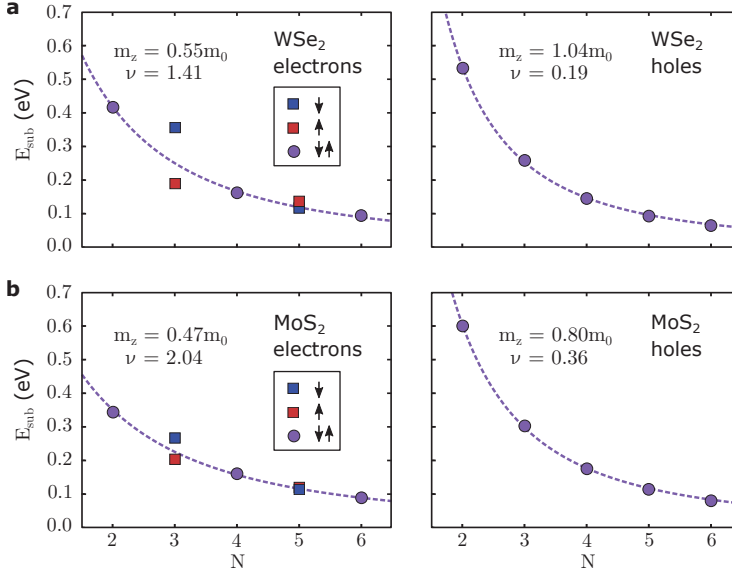 a
E_sub (eV)
0.7
0.6
0.5
0.4
0.3
0.2
0.1
0.0
m_z = 0.55m_0
ν = 1.41
WSe₂
electrons
↓
↑
↓↑
m_z = 1.04m_0
ν = 0.19
WSe₂
holes
b
E_sub (eV)
0.7
0.6
0.5
0.4
0.3
0.2
0.1
0.0
m_z = 0.47m_0
ν = 2.04
MoS₂
electrons
↓
↑
↓↑
2 3 4 5 6
N
m_z = 0.80m_0
ν = 0.36
MoS₂
holes
2 3 4 5 6
N